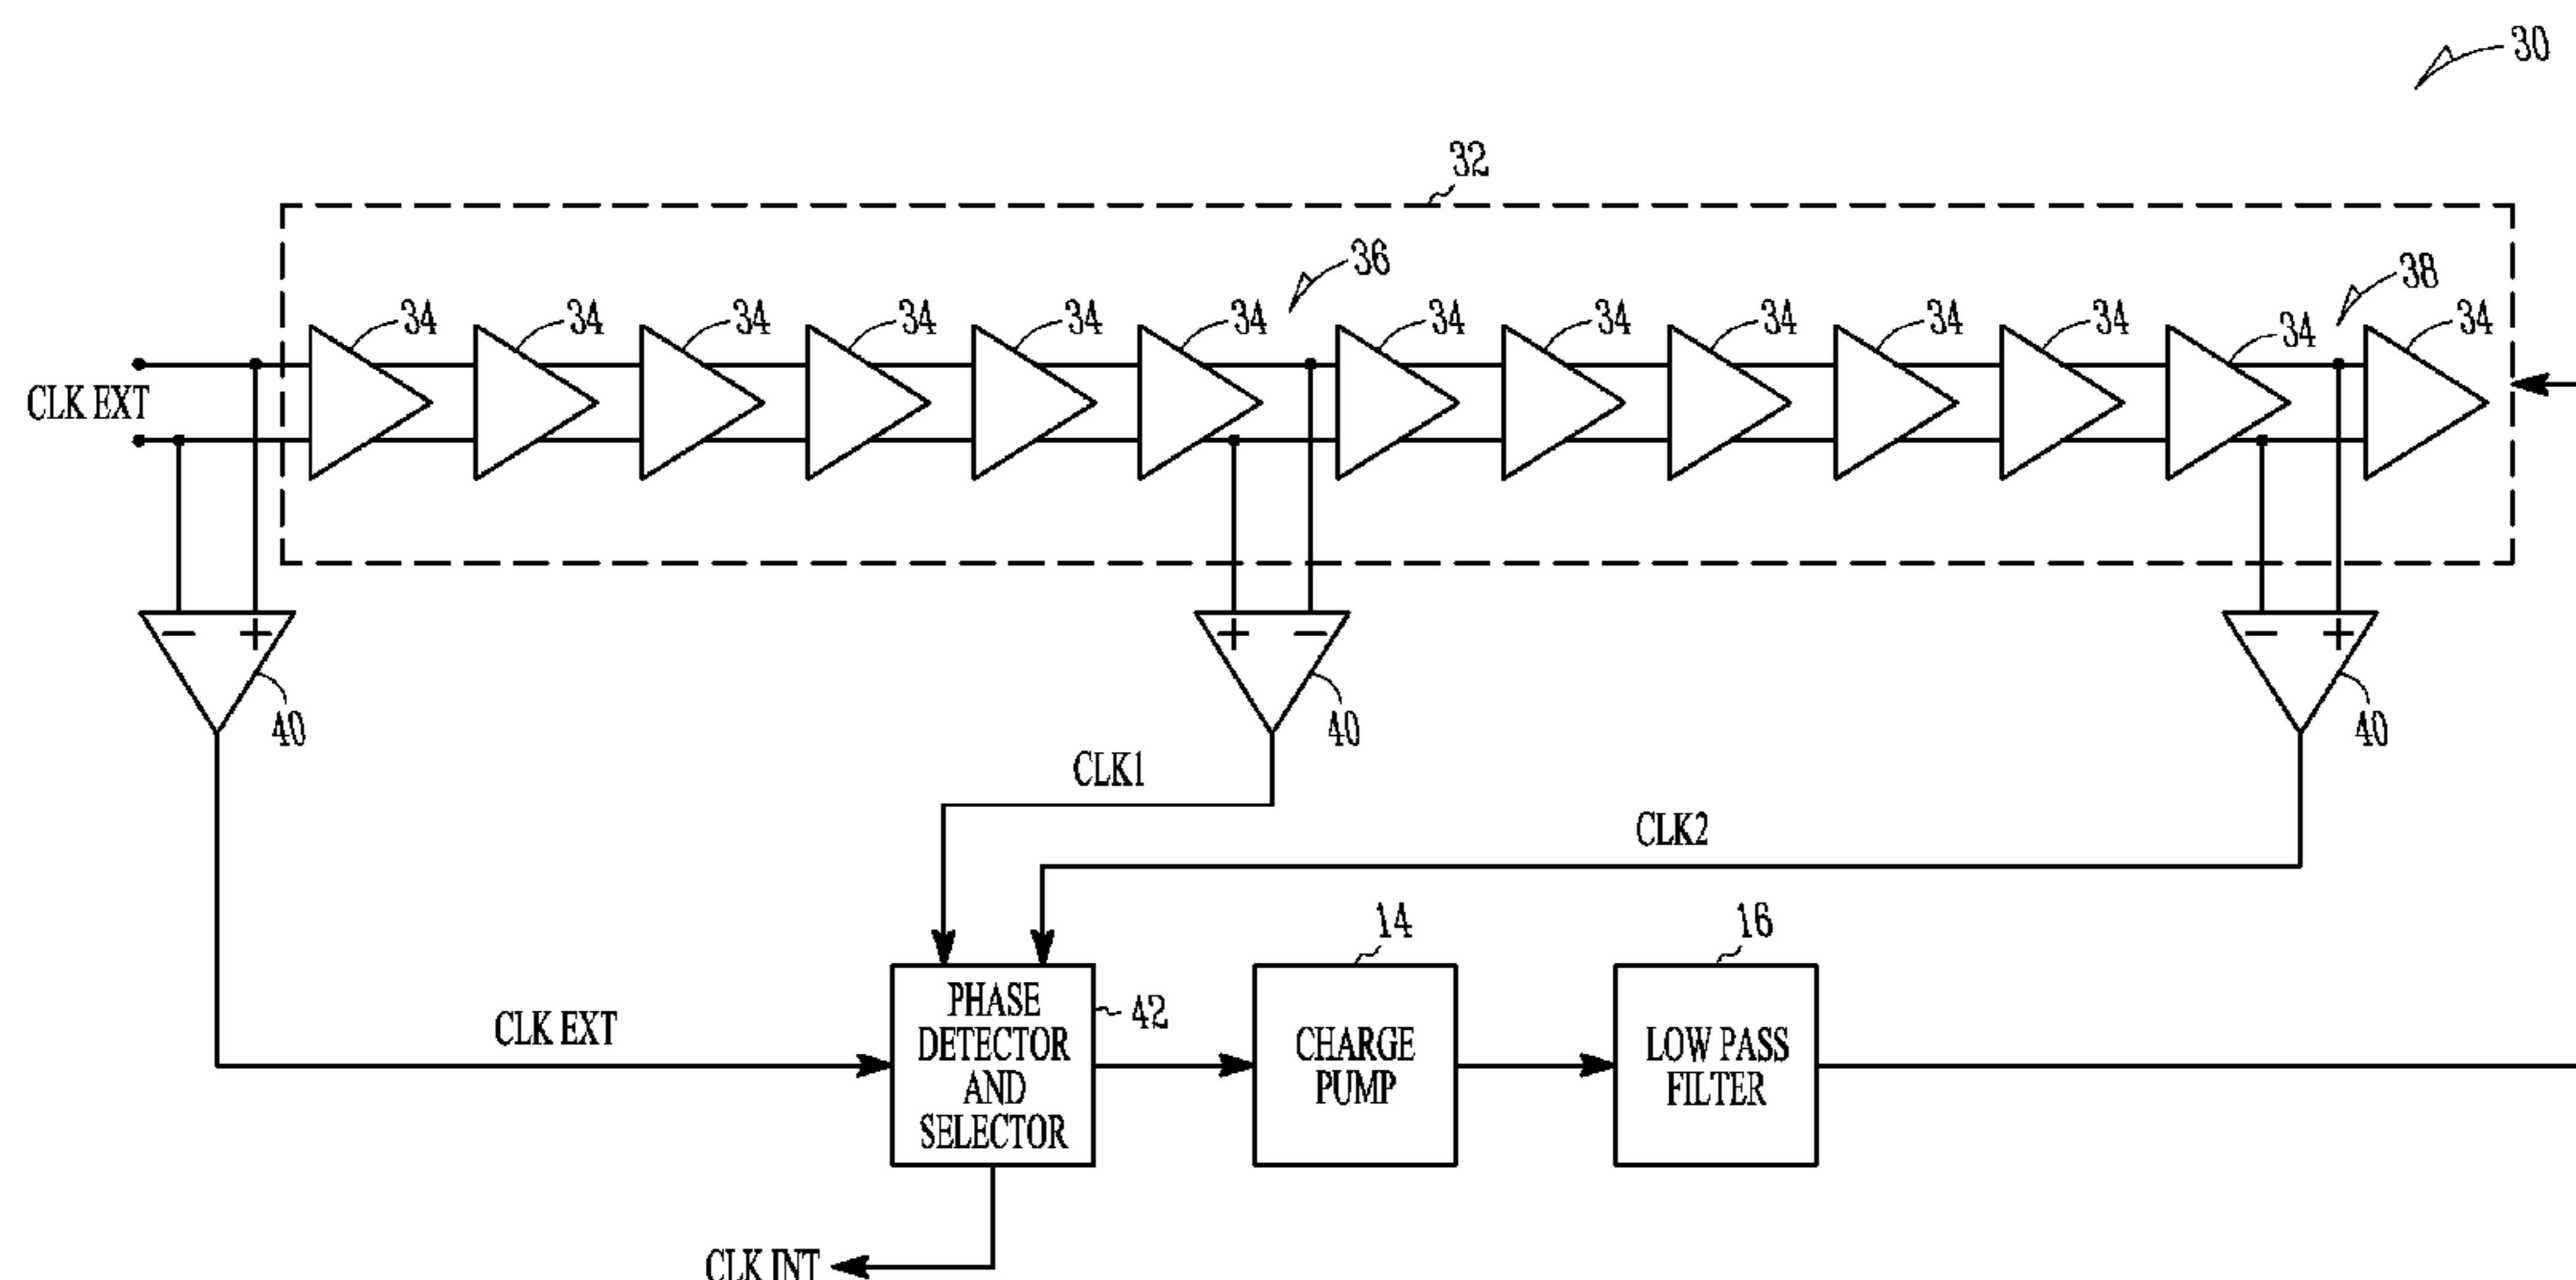 30
32
36
38
34 34 34 34 34 34 34 34 34 34 34 34 34
CLK EXT
− +
+ −
− +
40
40
40
CLK1
CLK2
14
16
42
CLK EXT
PHASE
DETECTOR
AND
SELECTOR
CHARGE
PUMP
LOW PASS
FILTER
CLK INT